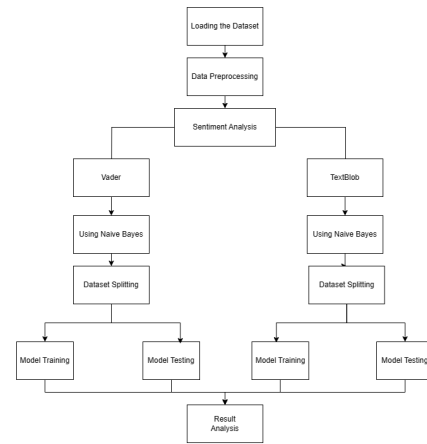 Loading the Dataset
Data Preprocessing
Sentiment Analysis
Vader
TextBlob
Using Naive Bayes
Using Naive Bayes
Dataset Splitting
Dataset Splitting
Model Training
Model Testing
Model Training
Model Testing
Result
Analysis